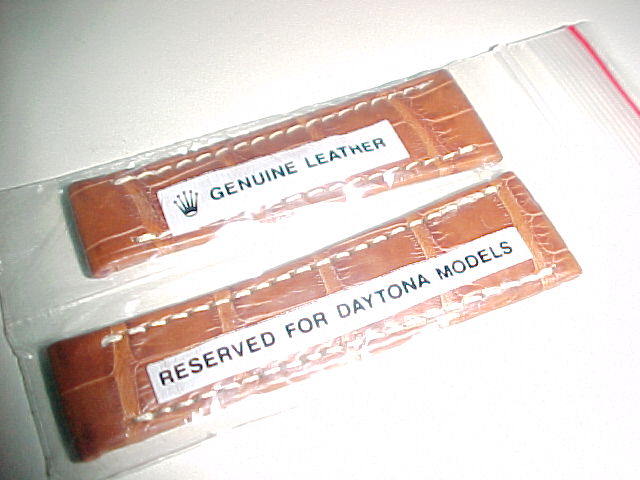 GENUINE LEATHER
RESERVED FOR DAYTONA MODELS